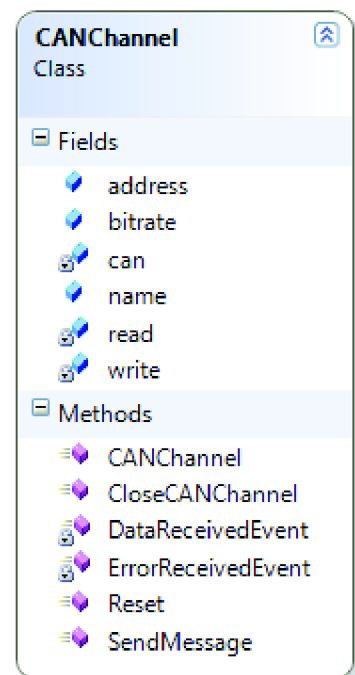 CANChannel
Class
Fields
address
bitrate
can
name
read
write
Methods
CANChannel
CloseCANChannel
DataReceivedEvent
ErrorReceivedEvent
Reset
SendMessage